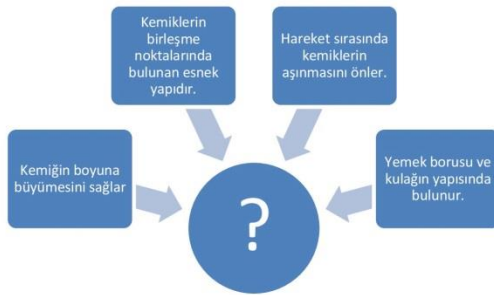 Kemiklerin
birleşme
noktalarında
bulunan esnek
yapıdır.
Hareket sırasında
kemiklerin
aşınmasını önler.
Kemiğin boyuna
büyümesini sağlar
Yemek borusu ve
kulağın yapısında
bulunur.
?